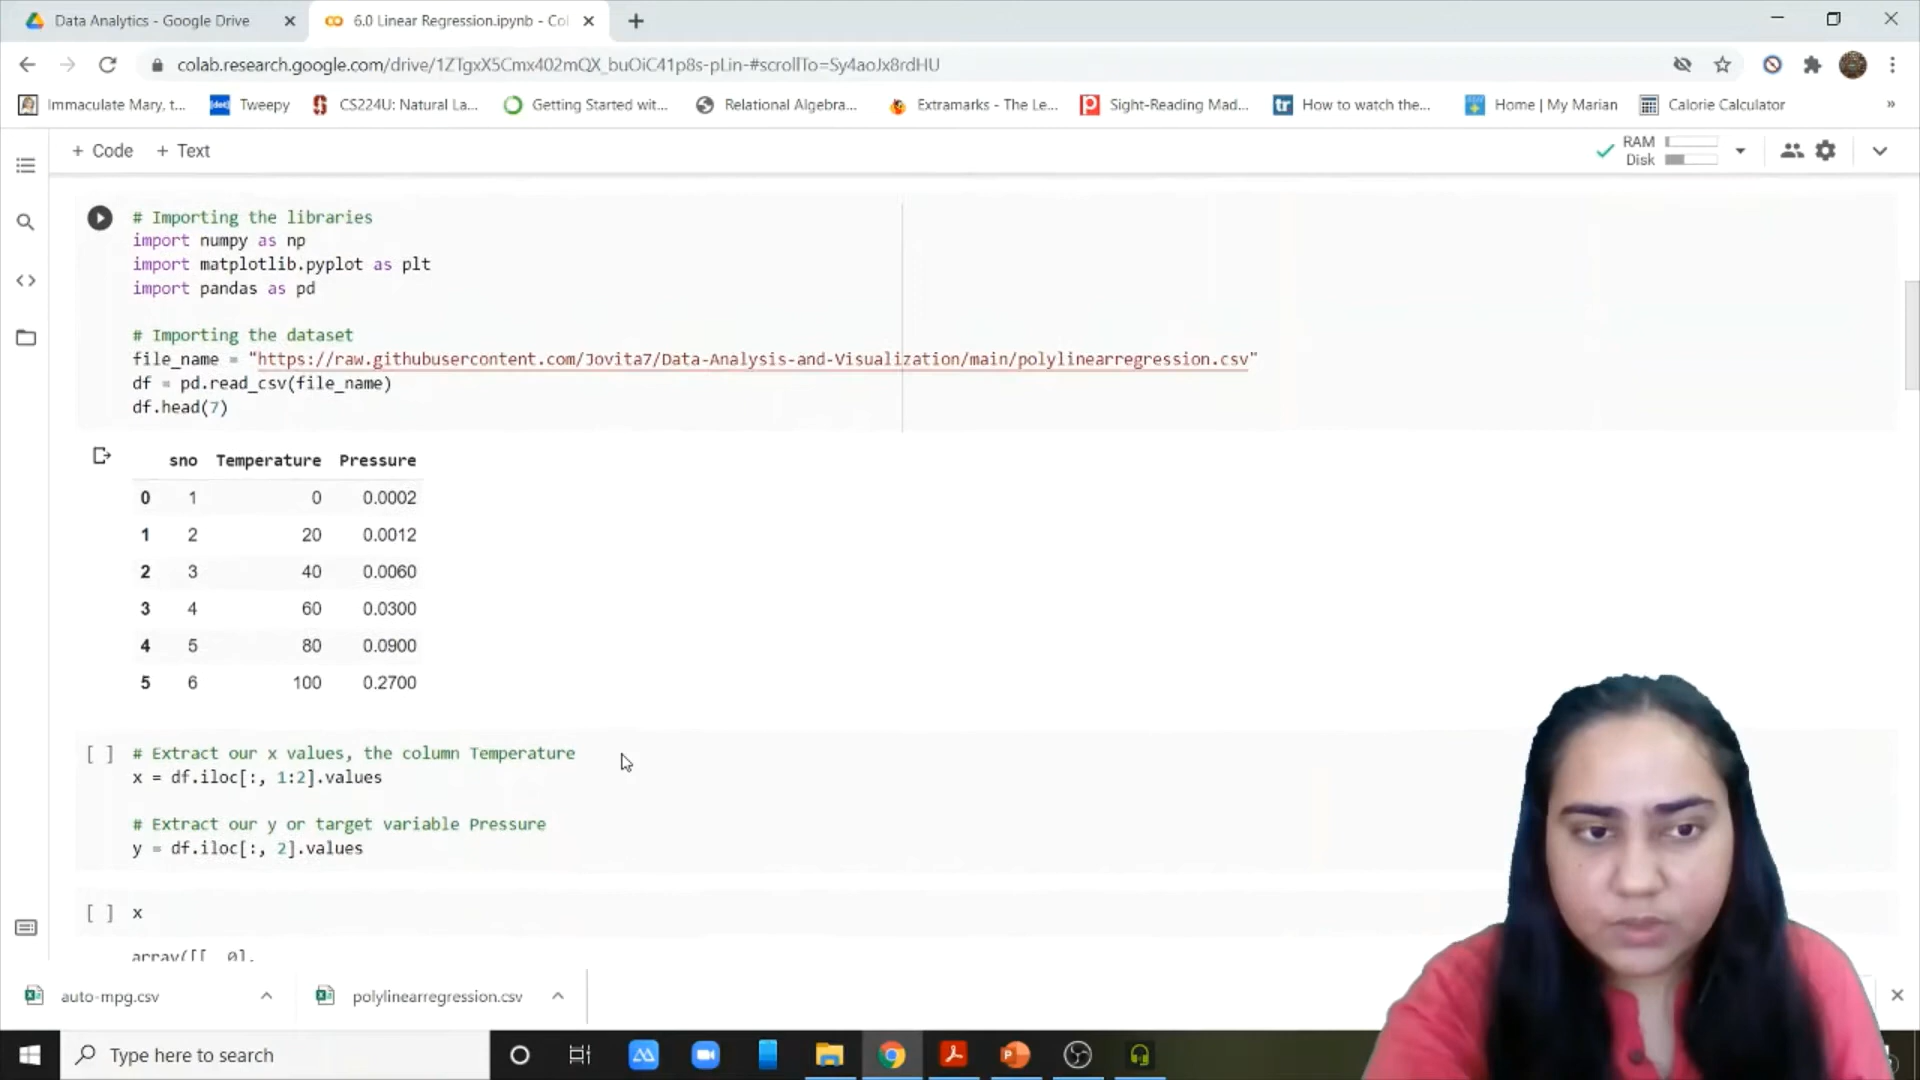 Data Analytics - Google Drive
6.0 Linear Regression.ipynb - Col
colab.research.google.com/drive/1ZTgxX5Cmx402mQX_buOiC41p8s-pLin-#scrollTo=Sy4aoJx8rdHU
Immaculate Mary, t...
Tweepy
CS224U: Natural La...
Getting Started wit...
Relational Algebra...
Extramarks - The Le...
Sight-Reading Mad...
How to watch the...
Home | My Marian
Calorie Calculator
»
+ Code + Text
RAM
Disk
# Importing the libraries
import numpy as np
import matplotlib.pyplot as plt
import pandas as pd
# Importing the dataset
file_name = "https://raw.githubusercontent.com/Jovita7/Data-Analysis-and-Visualization/main/polylinearregression.csv"
df = pd.read_csv(file_name)
df.head(7)
sno Temperature Pressure
0 1 0 0.0002
1 2 20 0.0012
2 3 40 0.0060
3 4 60 0.0300
4 5 80 0.0900
5 6 100 0.2700
[ ] # Extract our x values, the column Temperature
x = df.iloc[:, 1:2].values
# Extract our y or target variable Pressure
y = df.iloc[:, 2].values
[ ] x
array([[ 0],
auto-mpg.csv
polylinearregression.csv
Type here to search